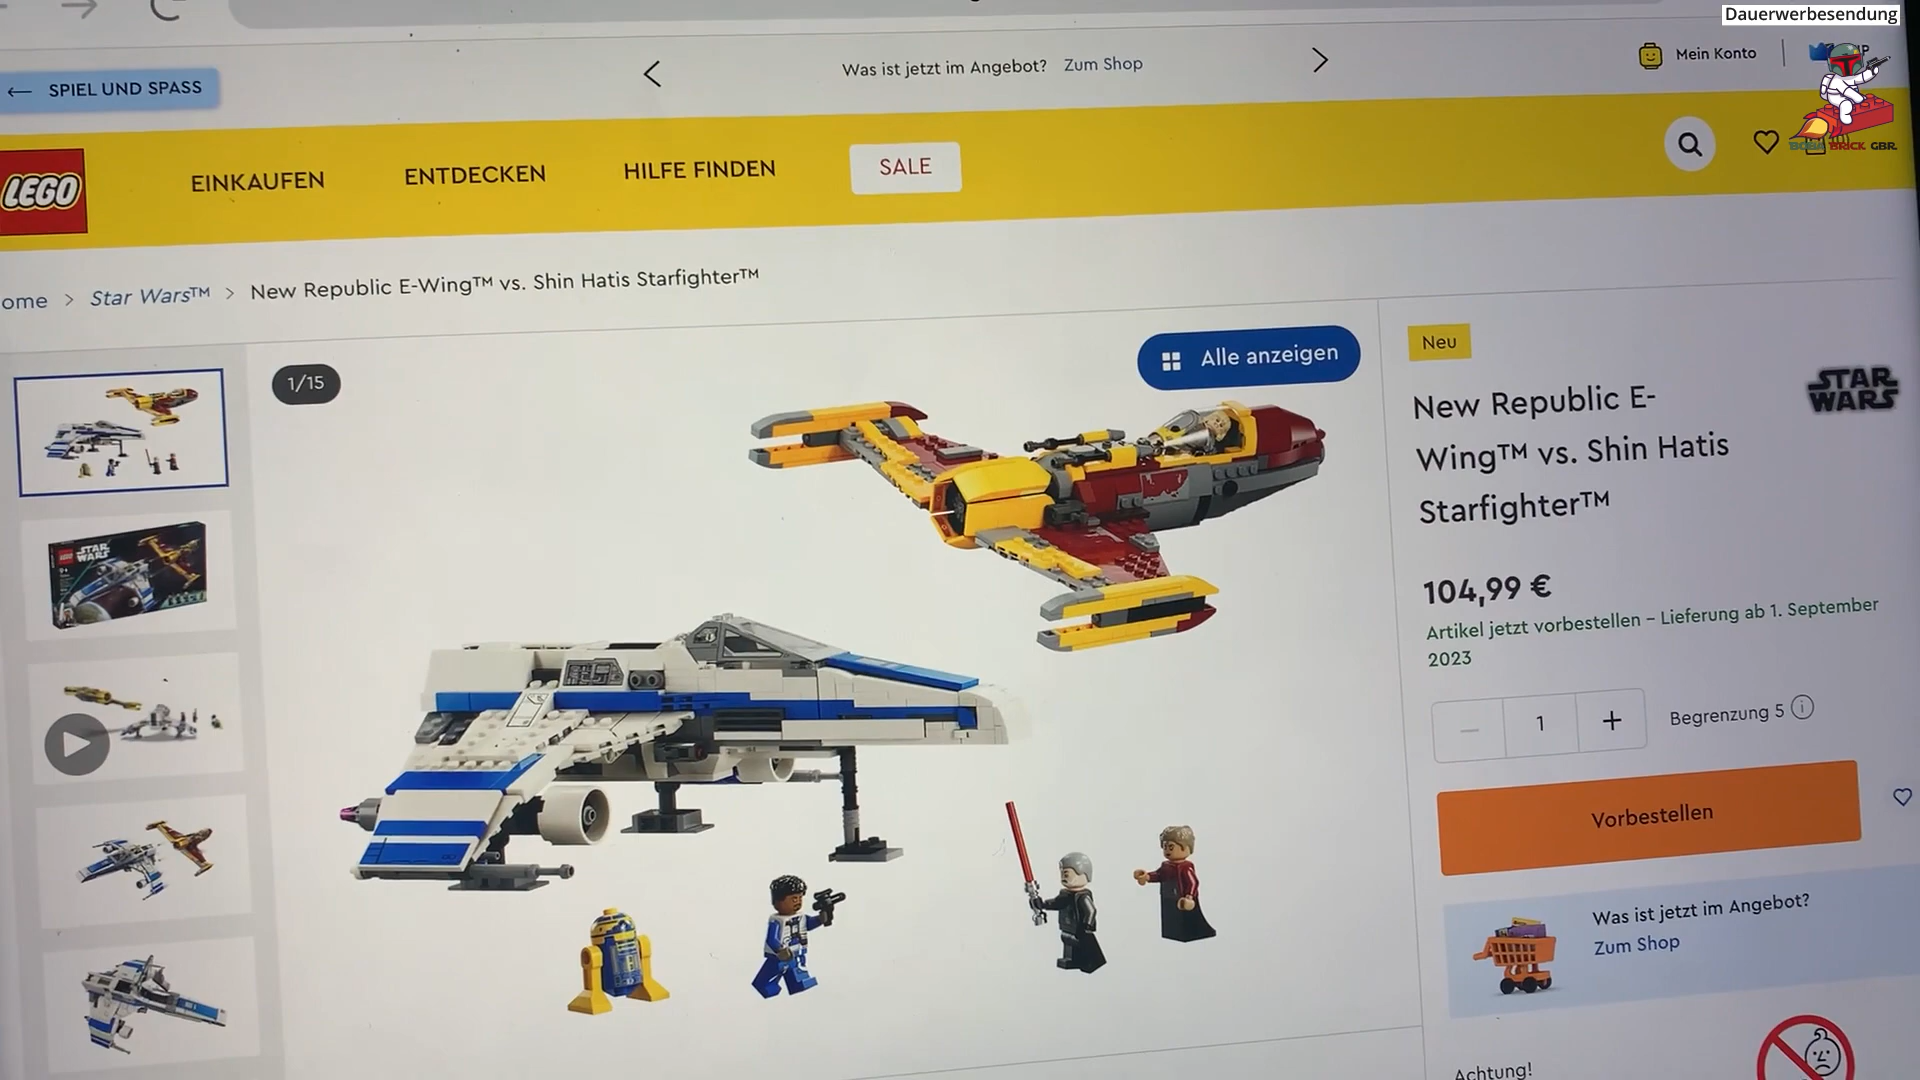 Dauerwerbesendung
Was ist jetzt im Angebot? Zum Shop
Mein Konto
SPIEL UND SPASS
LEGO
EINKAUFEN
ENTDECKEN
HILFE FINDEN
SALE
BRICK GBR.
ome > Star Wars™ > New Republic E-Wing™ vs. Shin Hatis Starfighter™
1/15
Alle anzeigen
Neu
New Republic E-
Wing™ vs. Shin Hatis
Starfighter™
STAR
WARS
104,99 €
Artikel jetzt vorbestellen – Lieferung ab 1. September
2023
1
Begrenzung 5
Vorbestellen
Was ist jetzt im Angebot?
Zum Shop
Achtung!
LEGO
STAR
WARS